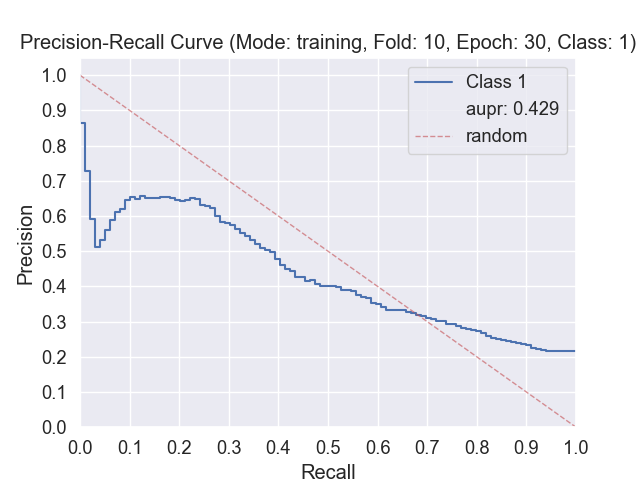 Precision-Recall Curve (Mode: training, Fold: 10, Epoch: 30, Class: 1)
1.0
0.9
0.8
0.7
0.6
0.5
0.4
0.3
0.2
0.1
0.0
Precision
Class 1
aupr: 0.429
random
0.0 0.1 0.2 0.3 0.4 0.5 0.6 0.7 0.8 0.9 1.0
Recall